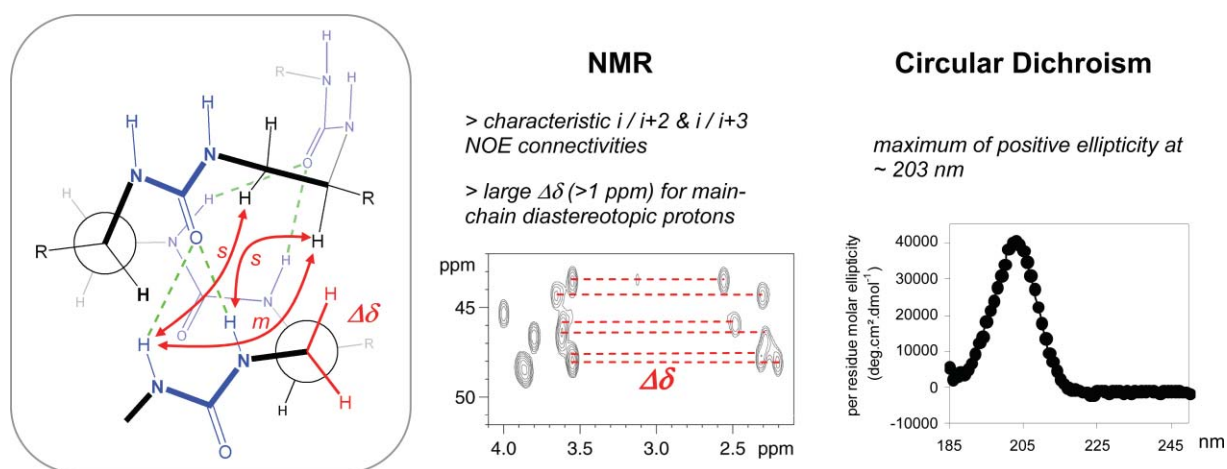 H
H
R
N
H
H
H
N
O
N
N
H
R
H
H
N
O
H
R
s
s
H
H
H
N
H
Δδ
m
H
O
H
N
R
N
H
H
O
NMR
> characteristic i / i+2 & i / i+3
NOE connectivities
> large Δδ (>1 ppm) for main-
chain diastereotopic protons
ppm
45
50
Δδ
4.0 3.5 3.0 2.5 ppm
Circular Dichroism
maximum of positive ellipticity at
~ 203 nm
per residue molar ellipticity
(deg.cm².dmol⁻¹)
40000
30000
20000
10000
0
-10000
185 205 225 245 nm